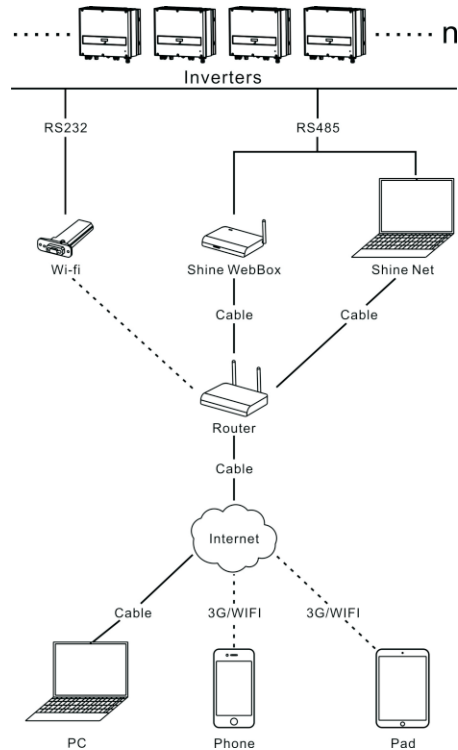 n
Inverters
RS232 RS485
Wi-fi Shine WebBox Shine Net
Cable Cable
Router
Cable
Internet
Cable 3G/WIFI 3G/WIFI
PC Phone Pad